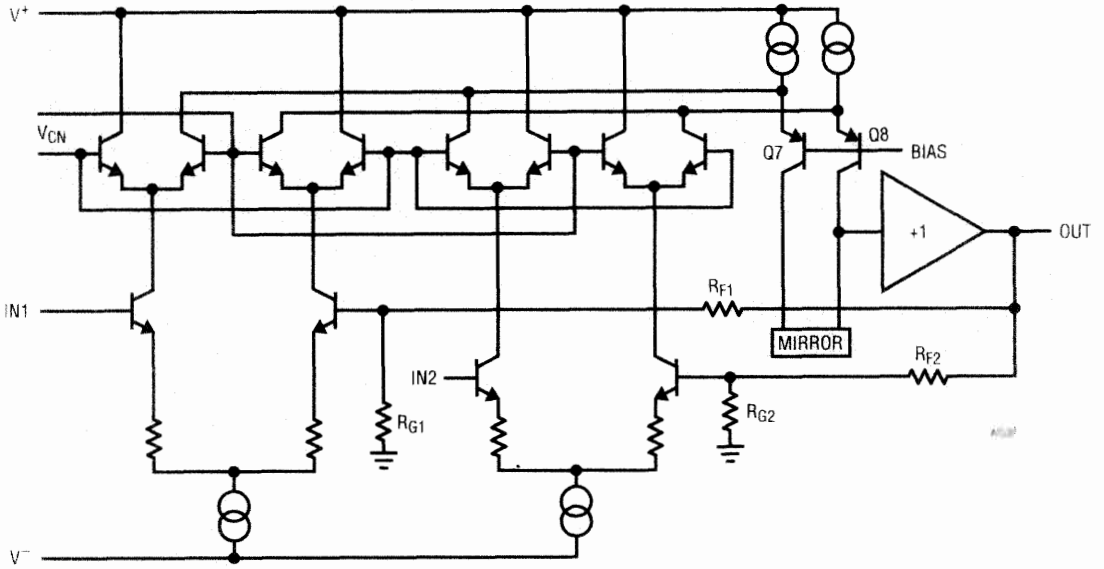 V+
VCN
Q7
Q8
BIAS
+1
OUT
IN1
RF1
MIRROR
RF2
IN2
RG1
RG2
V−